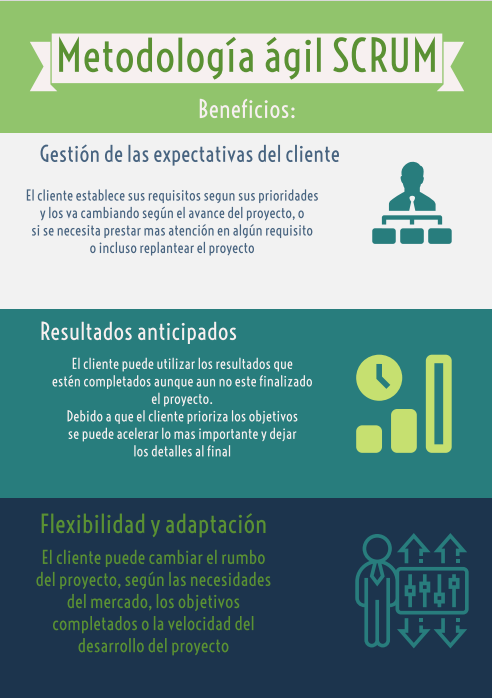 Metodología ágil SCRUM
Beneficios:
Gestión de las expectativas del cliente
El cliente establece sus requisitos segun sus prioridades
y los va cambiando según el avance del proyecto, o
si se necesita prestar mas atención en algún requisito
o incluso replantear el proyecto
Resultados anticipados
El cliente puede utilizar los resultados que
estén completados aunque aun no este finalizado
el proyecto.
Debido a que el cliente prioriza los objetivos
se puede acelerar lo mas importante y dejar
los detalles al final
Flexibilidad y adaptación
El cliente puede cambiar el rumbo
del proyecto, según las necesidades
del mercado, los objetivos
completados o la velocidad del
desarrollo del proyecto